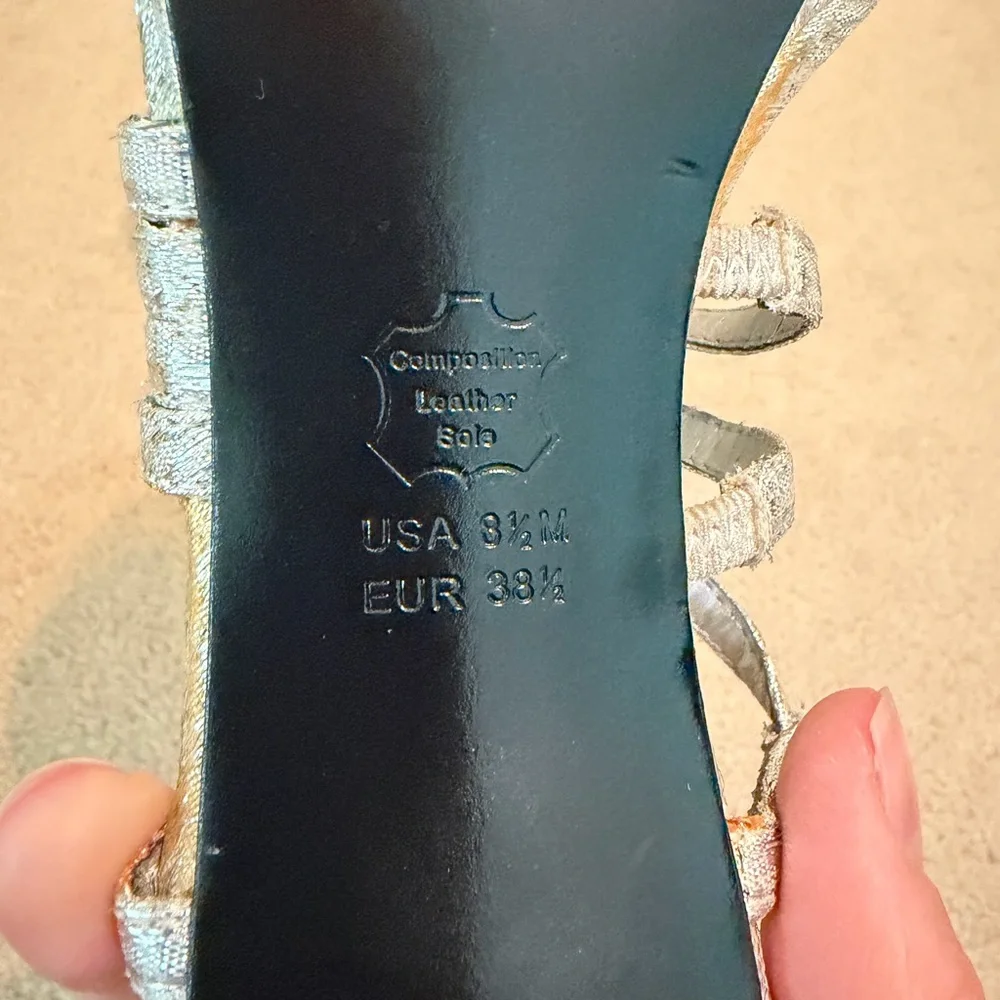 Composition
Leather
Sole
USA 8½ M
EUR 38½